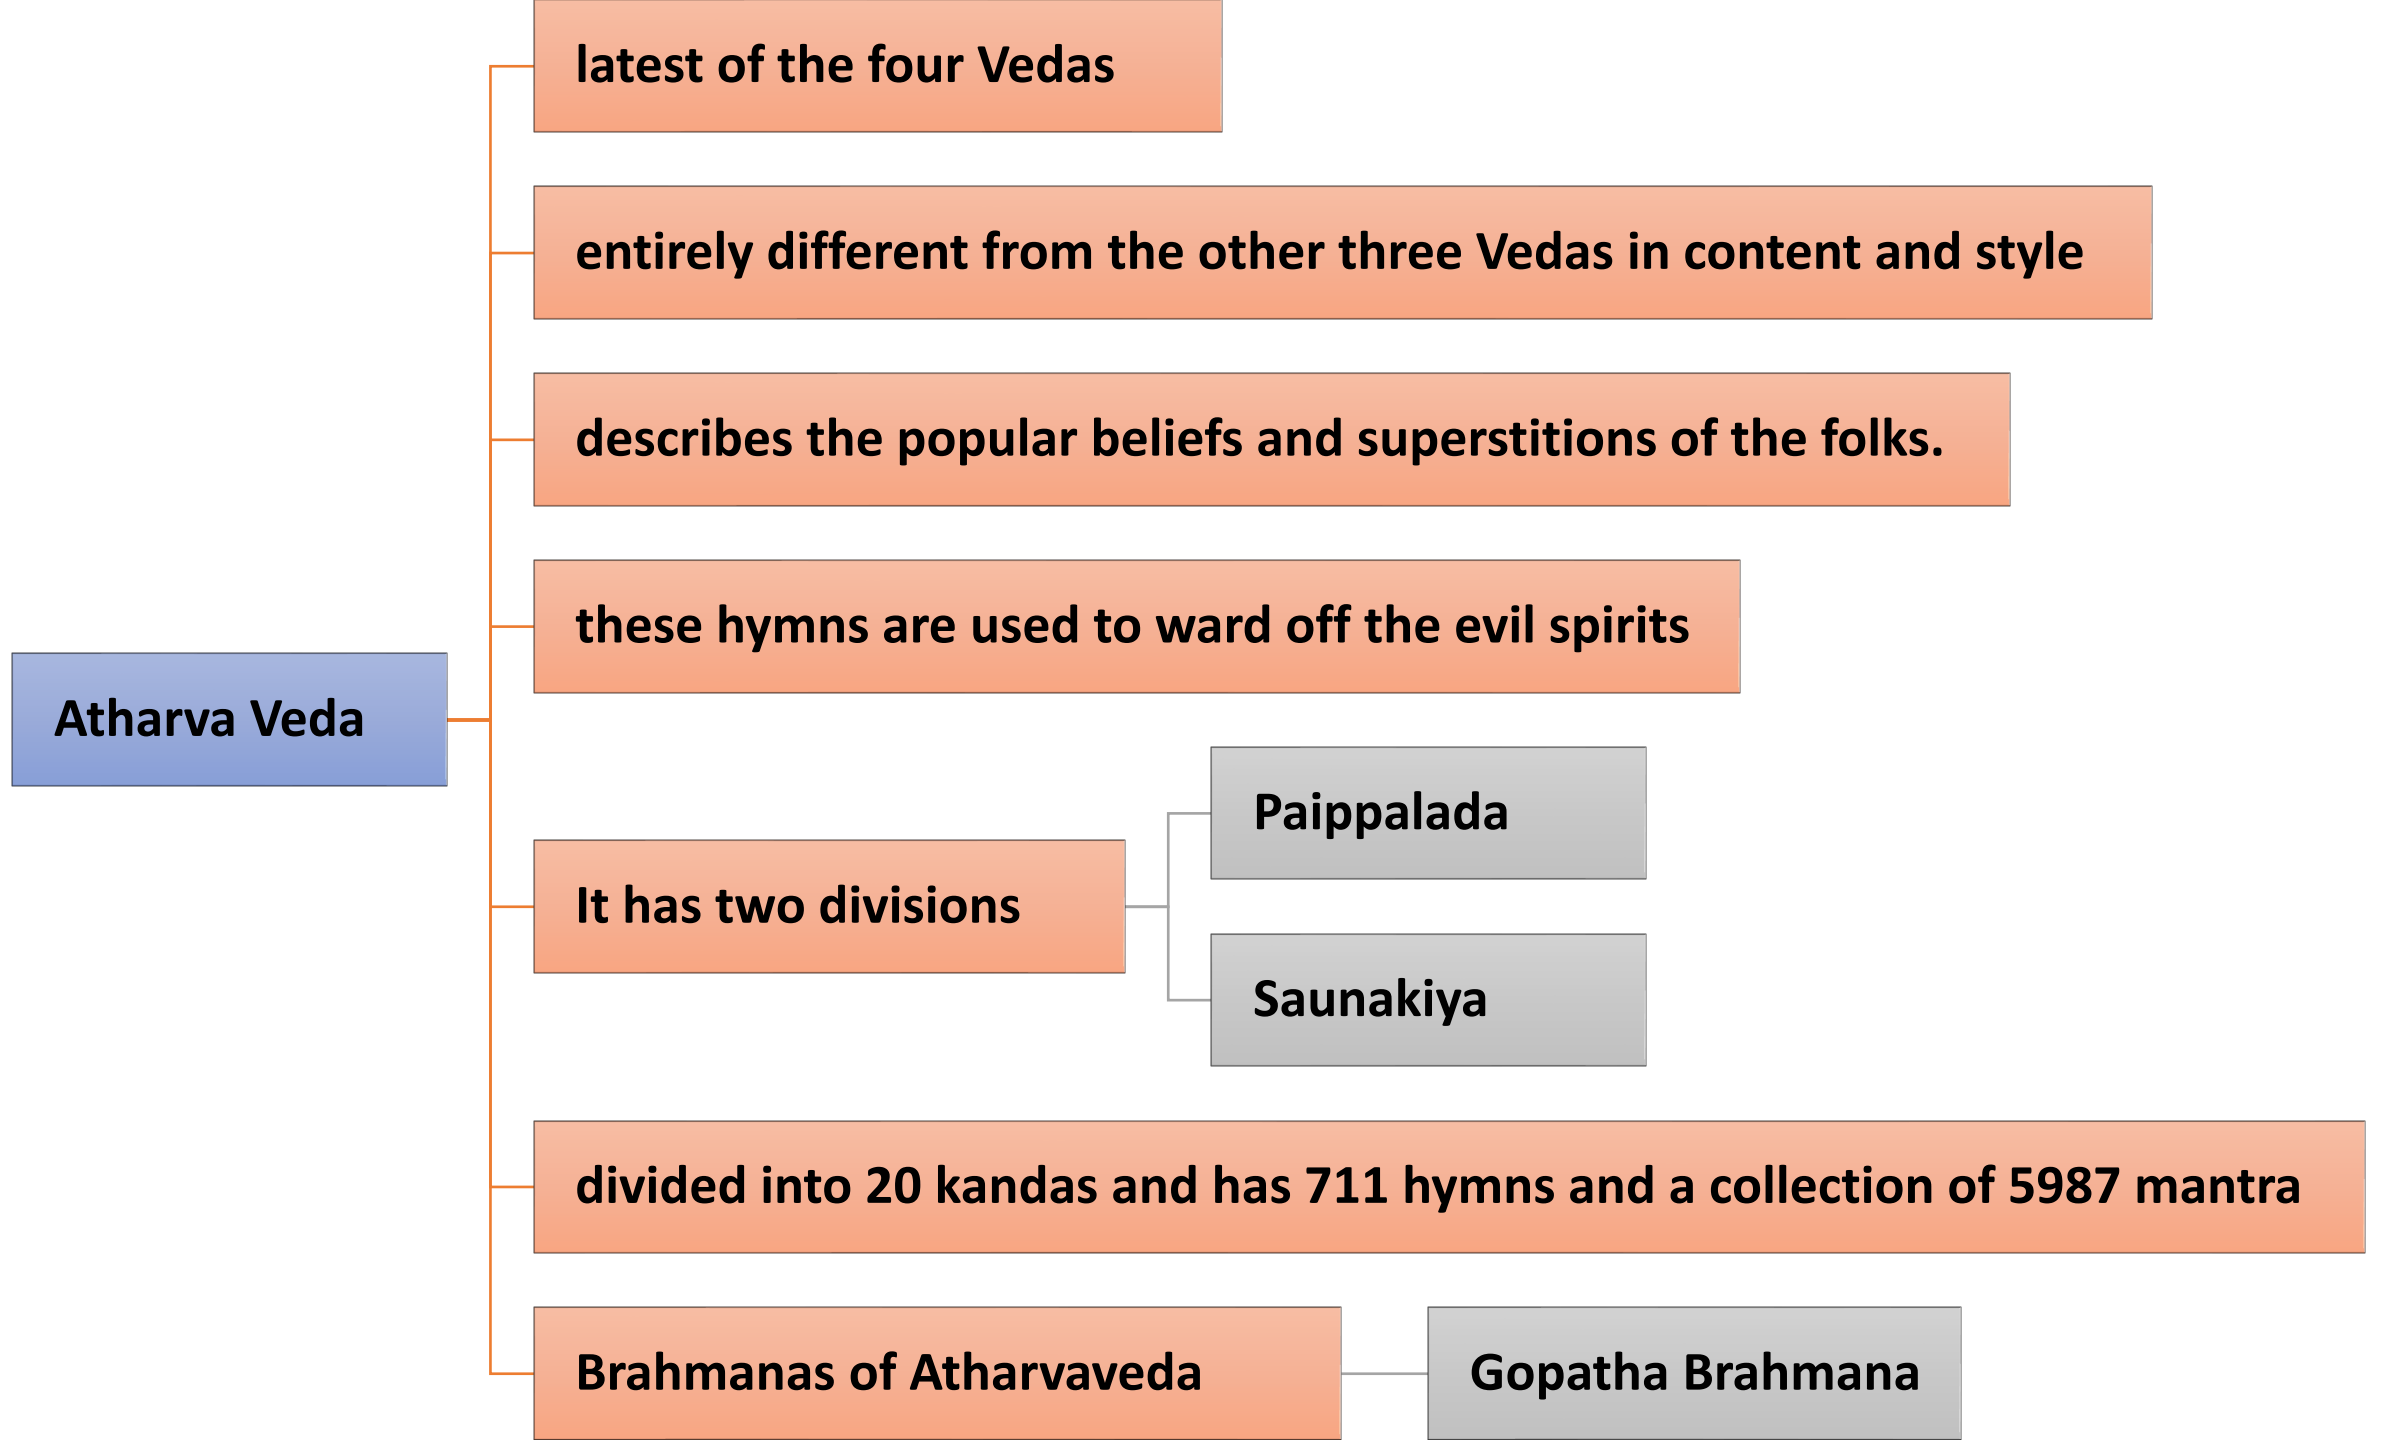 latest of the four Vedas
entirely different from the other three Vedas in content and style
describes the popular beliefs and superstitions of the folks.
these hymns are used to ward off the evil spirits
Atharva Veda
Paippalada
It has two divisions
Saunakiya
divided into 20 kandas and has 711 hymns and a collection of 5987 mantra
Brahmanas of Atharvaveda
Gopatha Brahmana